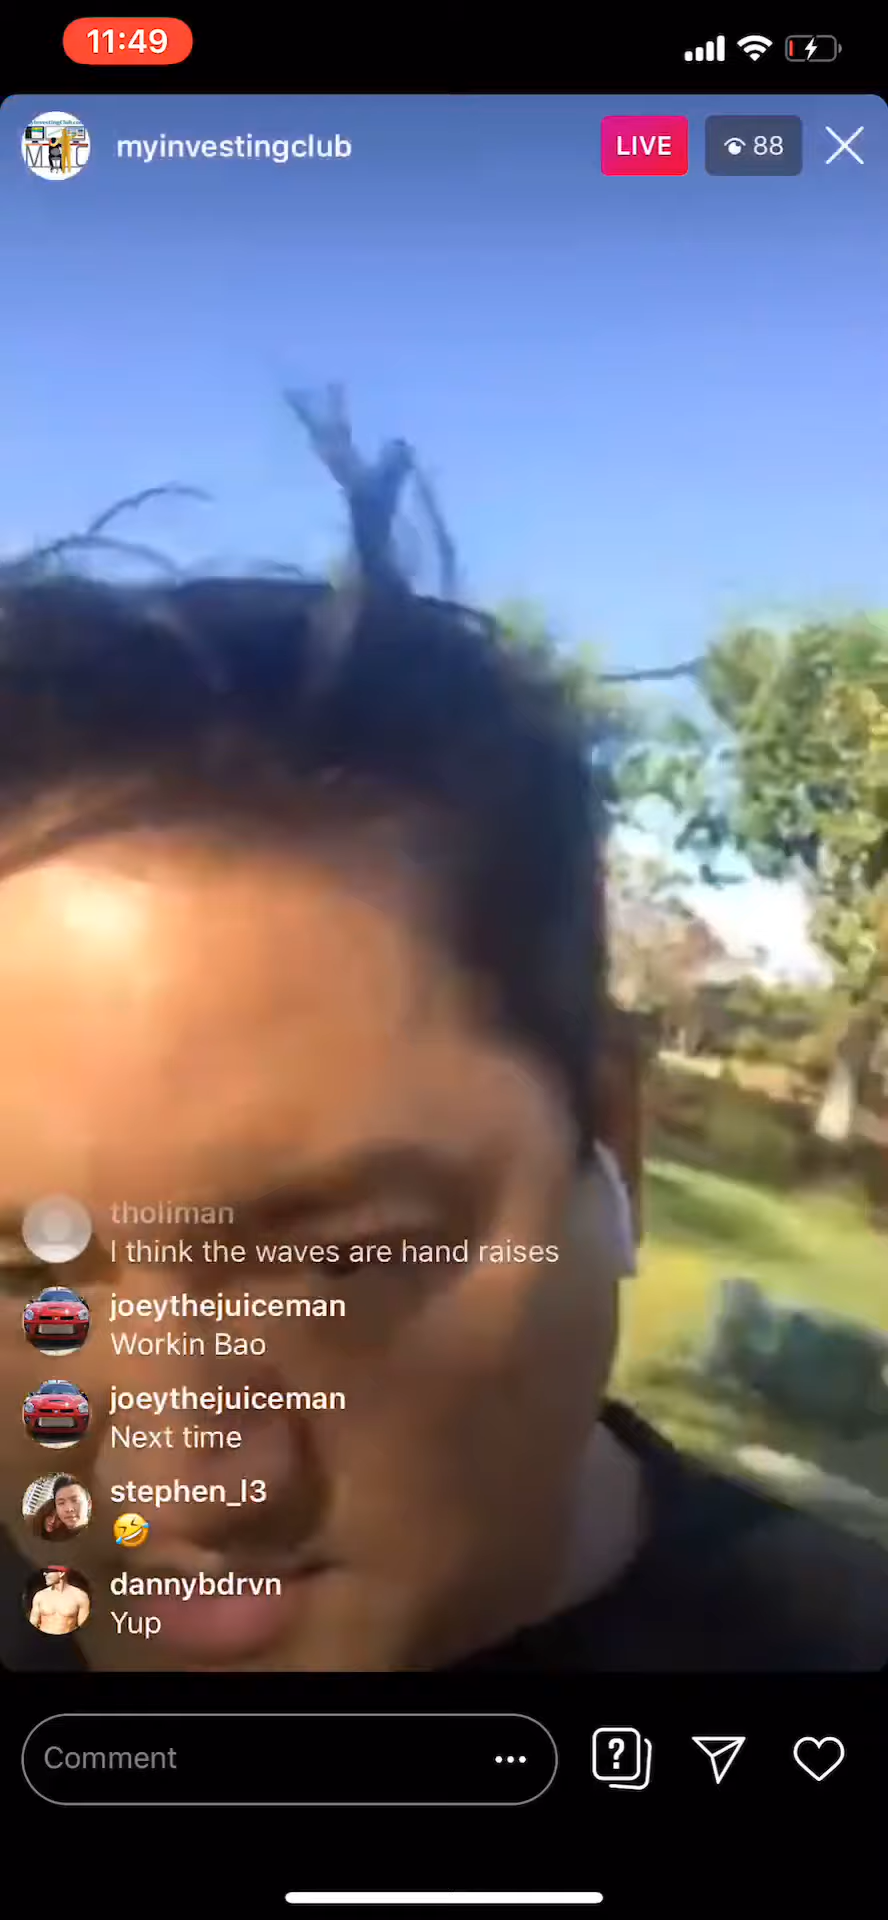 11:49
myinvestingclub
LIVE
88
tholiman
I think the waves are hand raises
joeythejuiceman
Workin Bao
joeythejuiceman
Next time
stephen_l3
🤣
dannybdrvn
Yup
Comment